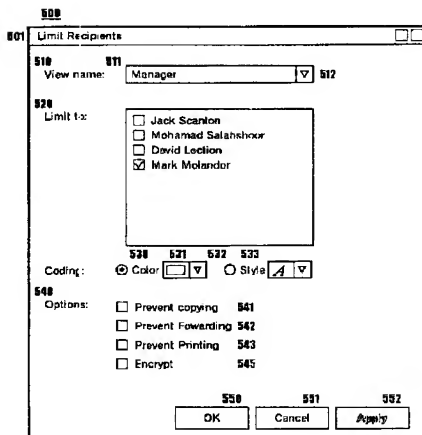 500
501 Limit Recipients
510 511
View name: Manager 512
520
Limit to:
Jack Scanlon
Mohamad Salahshoor
David Lection
Mark Molander
530 531 532 533
Coding: Color Style A
540
Options:
Prevent copying 541
Prevent Fowarding 542
Prevent Printing 543
Encrypt 545
550 551 552
OK Cancel Apply